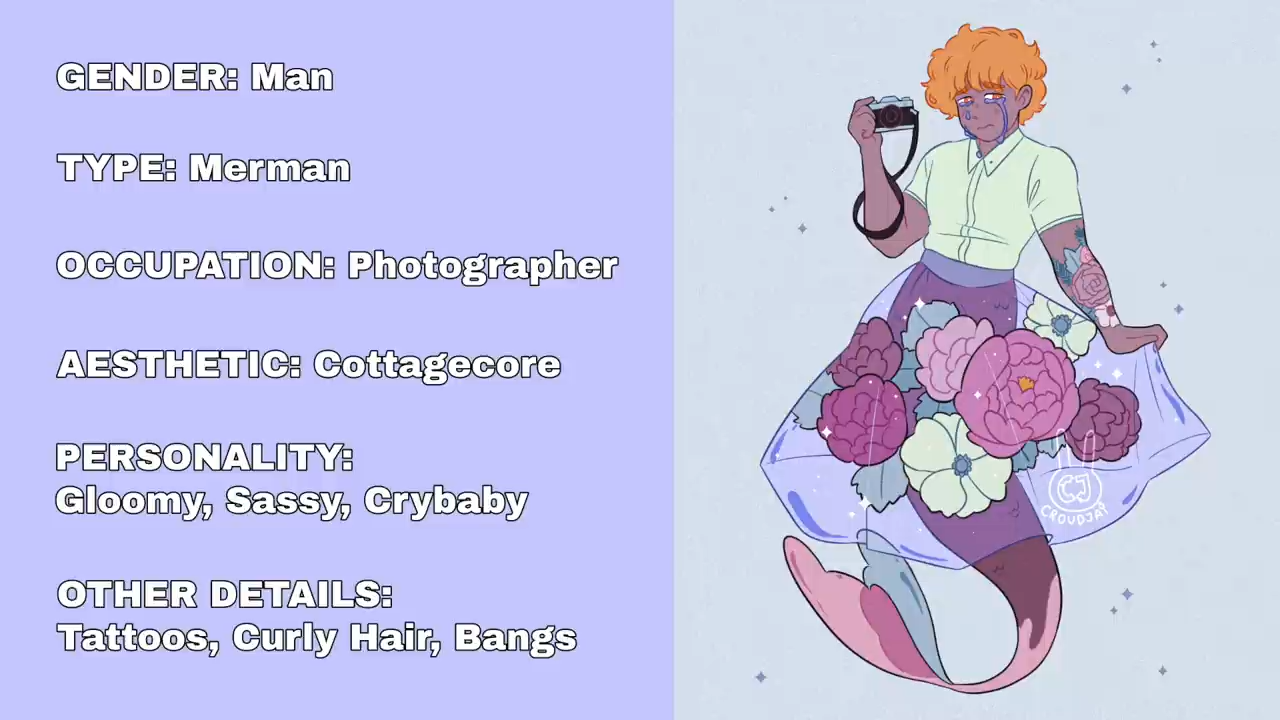 GENDER: Man
TYPE: Merman
OCCUPATION: Photographer
AESTHETIC: Cottagecore
PERSONALITY:
Gloomy, Sassy, Crybaby
OTHER DETAILS:
Tattoos, Curly Hair, Bangs
CJ
CROUDJAY